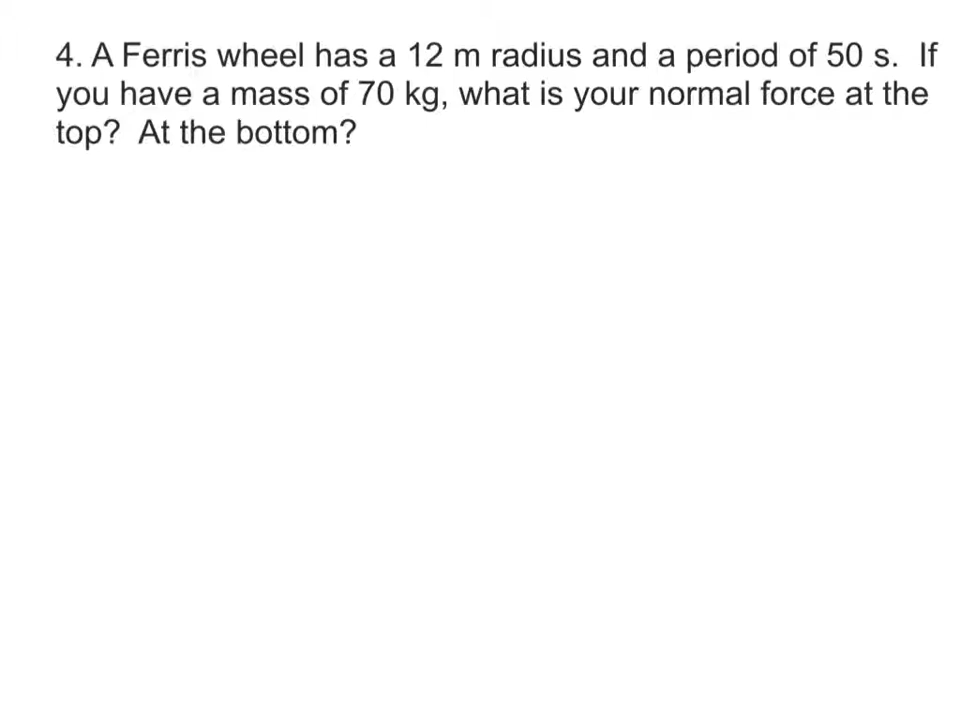 4. A Ferris wheel has a 12 m radius and a period of 50 s.  If
you have a mass of 70 kg, what is your normal force at the
top?  At the bottom?